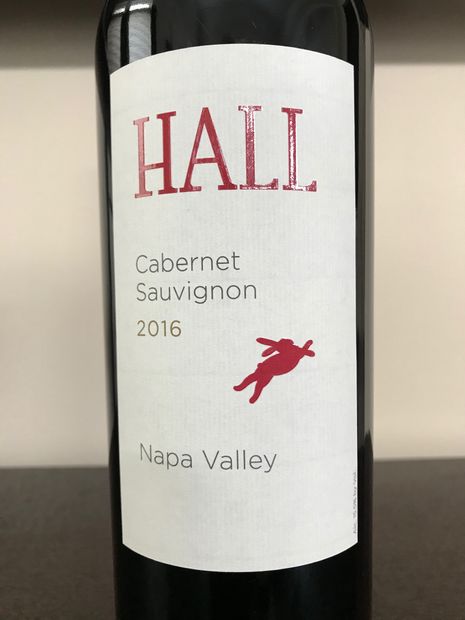 HALL
Cabernet
Sauvignon
2016
Napa Valley